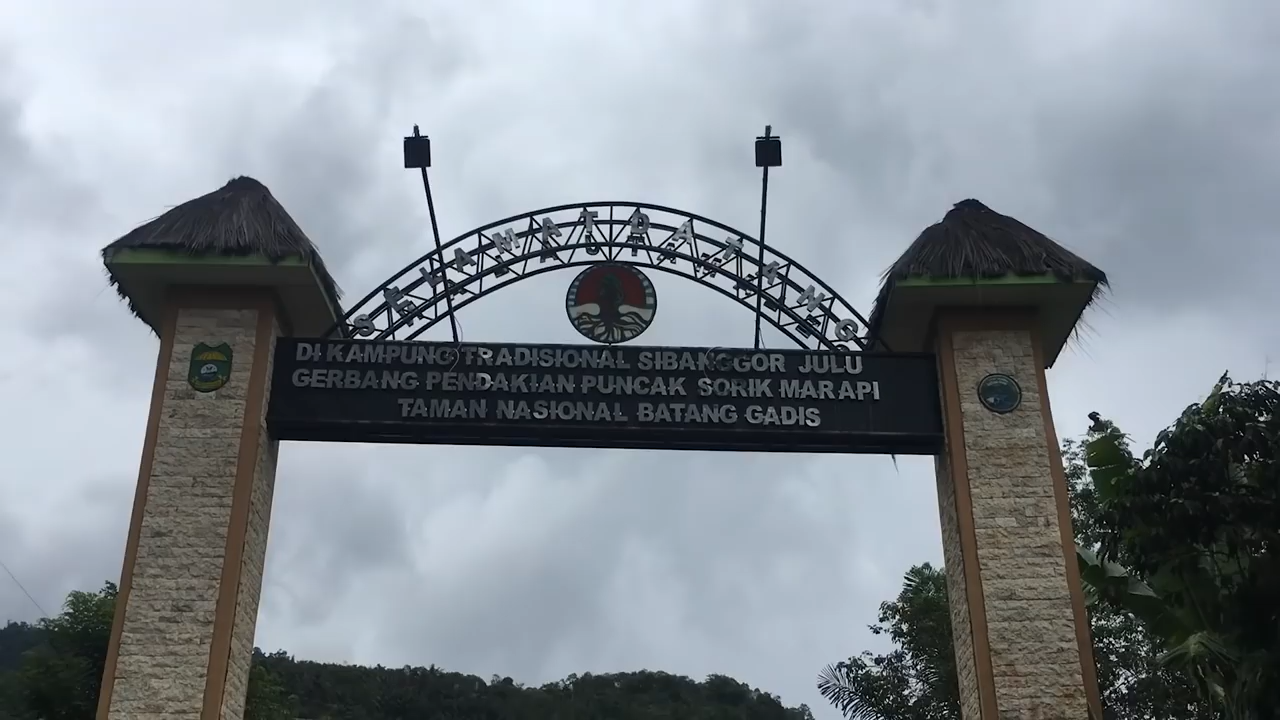 SELAMAT DATANG
DI KAMPUNG TRADISIONAL SIBANGGOR JULU
GERBANG PENDAKIAN PUNCAK SORIK MARAPI
TAMAN NASIONAL BATANG GADIS